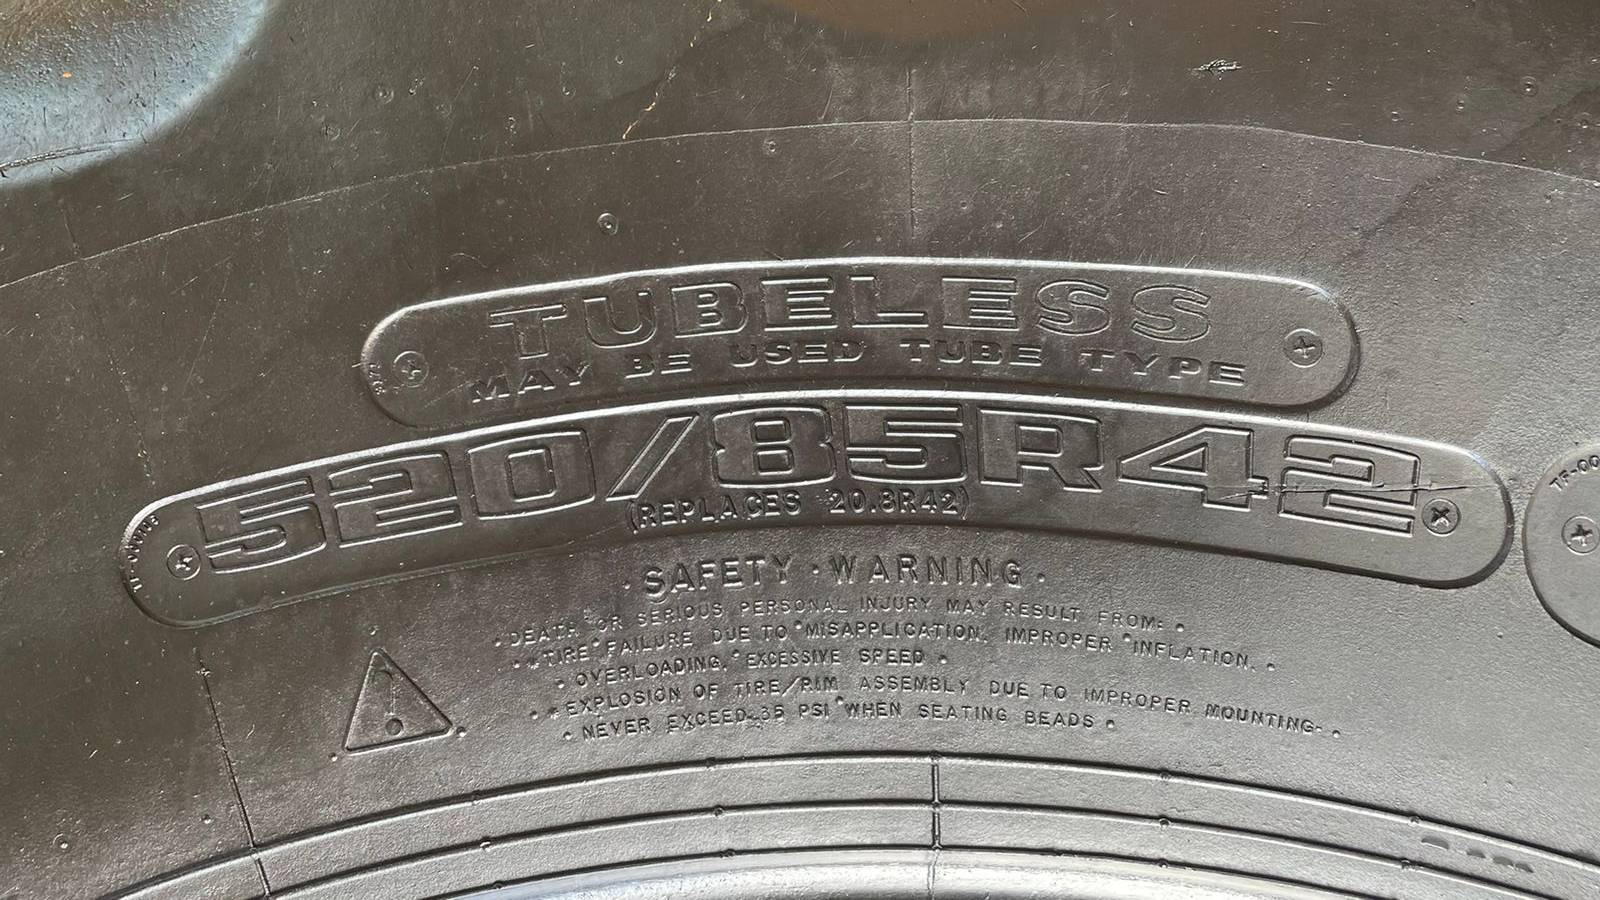 TUBELESS
MAY BE USED TUBE TYPE
520/85R42
(REPLACES 20.8R42)
SAFETY WARNING
DEATH OR SERIOUS PERSONAL INJURY MAY RESULT FROM:
*TIRE FAILURE DUE TO MISAPPLICATION, IMPROPER INFLATION,
OVERLOADING, EXCESSIVE SPEED
*EXPLOSION OF TIRE/RIM ASSEMBLY DUE TO IMPROPER MOUNTING-
NEVER EXCEED 35 PSI WHEN SEATING BEADS